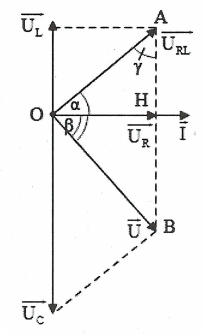 U_L A
γ U_RL
α
O H
β U_R I
U B
U_C